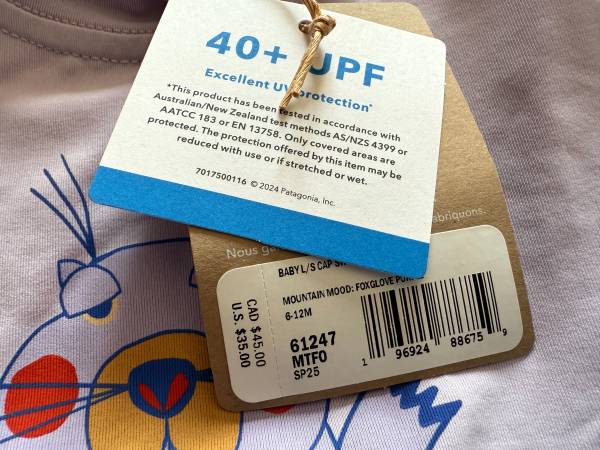 40+ UPF
Excellent UV protection*
*This product has been tested in accordance with
Australian/New Zealand test methods AS/NZS 4399 or
AATCC 183 or EN 13758. Only covered areas are
protected. The protection offered by this item may be
reduced with use or if stretched or wet.
7017500116 © 2024 Patagonia, Inc.
Nous
BABY L/S CAP
MOUNTAIN MOOD: FOXGLOVE
6-12M
61247
MTFO
SP25
CAD $45.00
U.S. $35.00
1 96924 88675 9